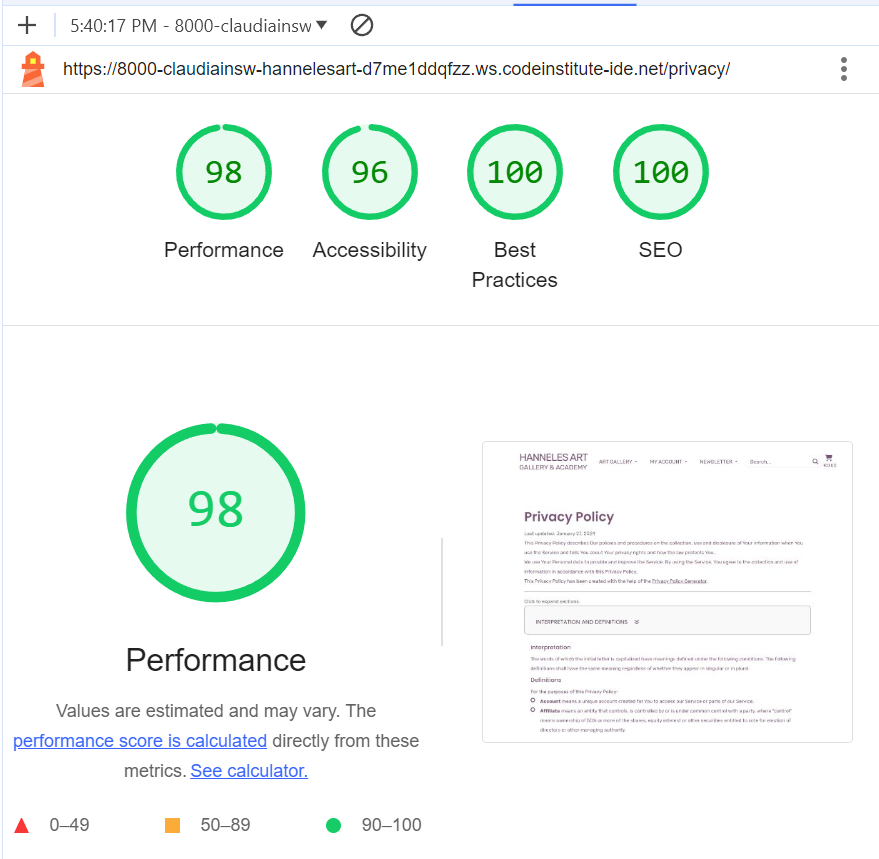 5:40:17 PM - 8000-claudiainsw
https://8000-claudiainsw-hannelesart-d7me1ddqfzz.ws.codeinstitute-ide.net/privacy/
98
96
100
100
Performance
Accessibility
Best
Practices
SEO
98
Performance
Values are estimated and may vary. The
performance score is calculated directly from these
metrics. See calculator.
0–49
50–89
90–100
HANNELES ART
GALLERY & ACADEMY
ART GALLERY
MY ACCOUNT
NEWSLETTER
Search...
Privacy Policy
Last updated: January 27,
This Privacy Policy describes Our policies and procedures on the collection, use and disclosure of Your information when You
use the Service and tells You about Your privacy rights and how the law protects You.
We use Your Personal data to provide and improve the Service. By using the Service, You agree to the collection and use of
information in accordance with this Privacy Policy.
This Privacy Policy has been created with the help of the Privacy Policy Generator.
Click to expand sections.
INTERPRETATION AND DEFINITIONS
Interpretation
The words of which the initial letter is capitalized have meanings defined under the following conditions. The following
definitions shall have the same meaning regardless of whether they appear in singular or in plural.
Definitions
For the purposes of this Privacy Policy:
Account means a unique account created for You to access our Service or parts of our Service.
Affiliate means an entity that controls, is controlled by or is under common control with a party, where "control"
means ownership of 50% or more of the shares, equity interest or other securities entitled to vote for election of
directors or other managing authority.